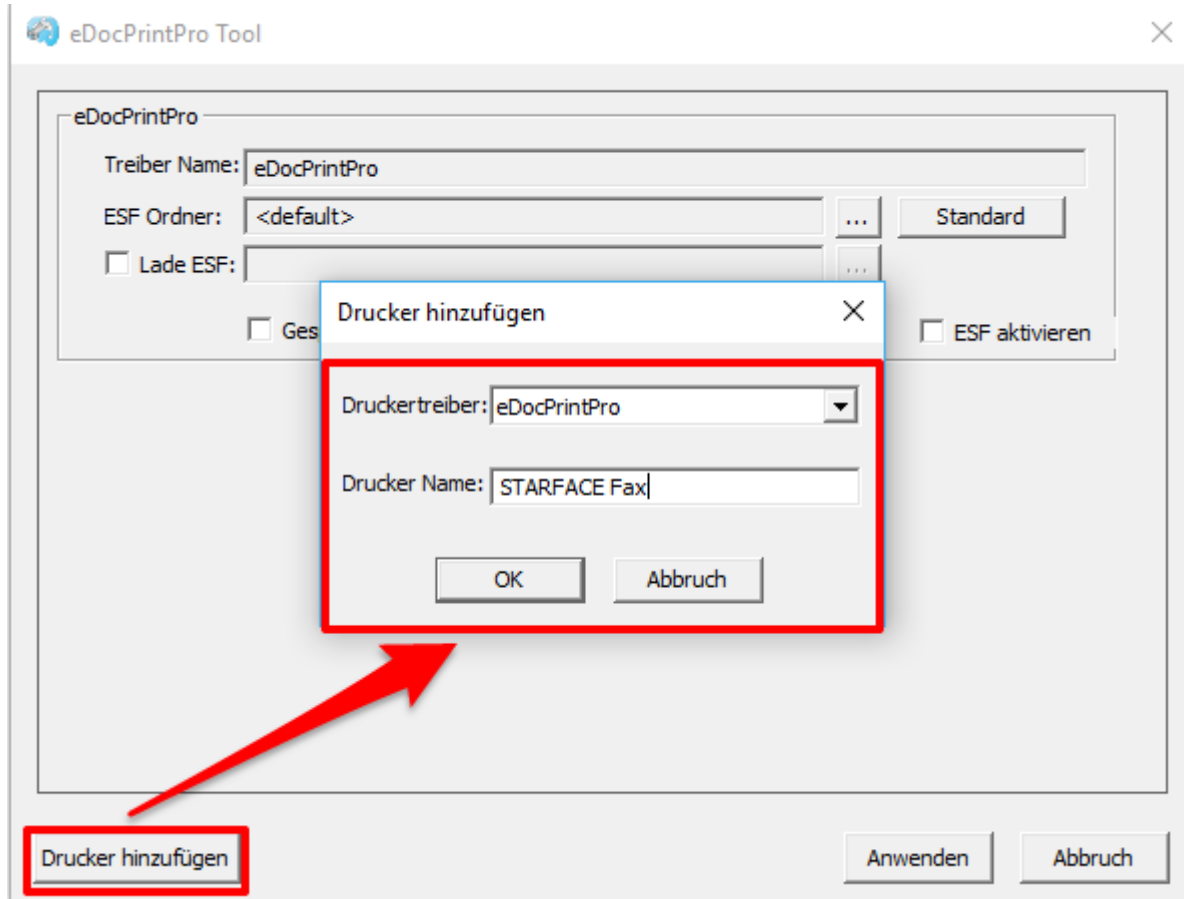 eDocPrintPro Tool
eDocPrintPro
Treiber Name: eDocPrintPro
ESF Ordner: <default> ... Standard
Lade ESF: ...
Ges ESF aktivieren
Drucker hinzufügen
Druckertreiber: eDocPrintPro
Drucker Name: STARFACE Fax
OK Abbruch
Drucker hinzufügen Anwenden Abbruch